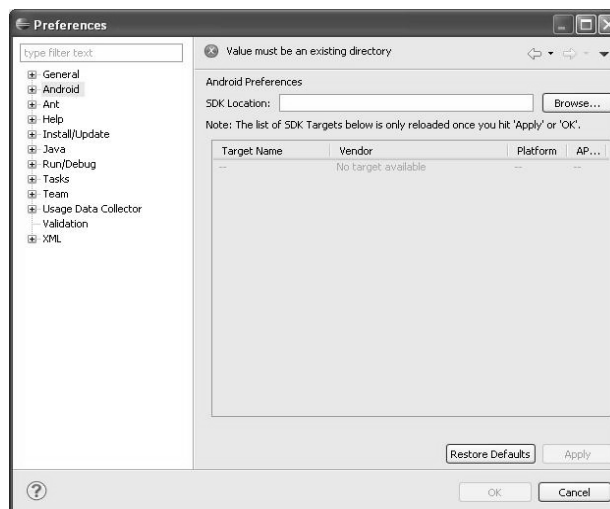 Preferences
type filter text
General
Android
Ant
Help
Install/Update
Java
Run/Debug
Tasks
Team
Usage Data Collector
Validation
XML
Value must be an existing directory
Android Preferences
SDK Location: Browse...
Note: The list of SDK Targets below is only reloaded once you hit 'Apply' or 'OK'.
Target Name Vendor Platform AP...
-- No target available -- --
Restore Defaults Apply
? OK Cancel